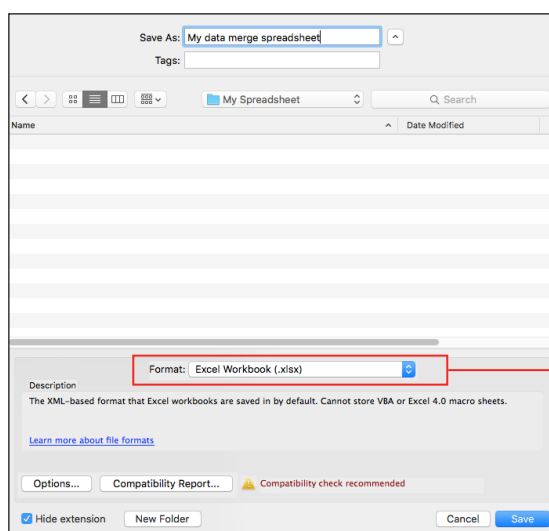 Save As: My data merge spreadsheet
Tags:
My Spreadsheet
Search
Name
Date Modified
Format: Excel Workbook (.xlsx)
Description
The XML-based format that Excel workbooks are saved in by default. Cannot store VBA or Excel 4.0 macro sheets.
Learn more about file formats
Options...
Compatibility Report...
Compatibility check recommended
Hide extension
New Folder
Cancel
Save